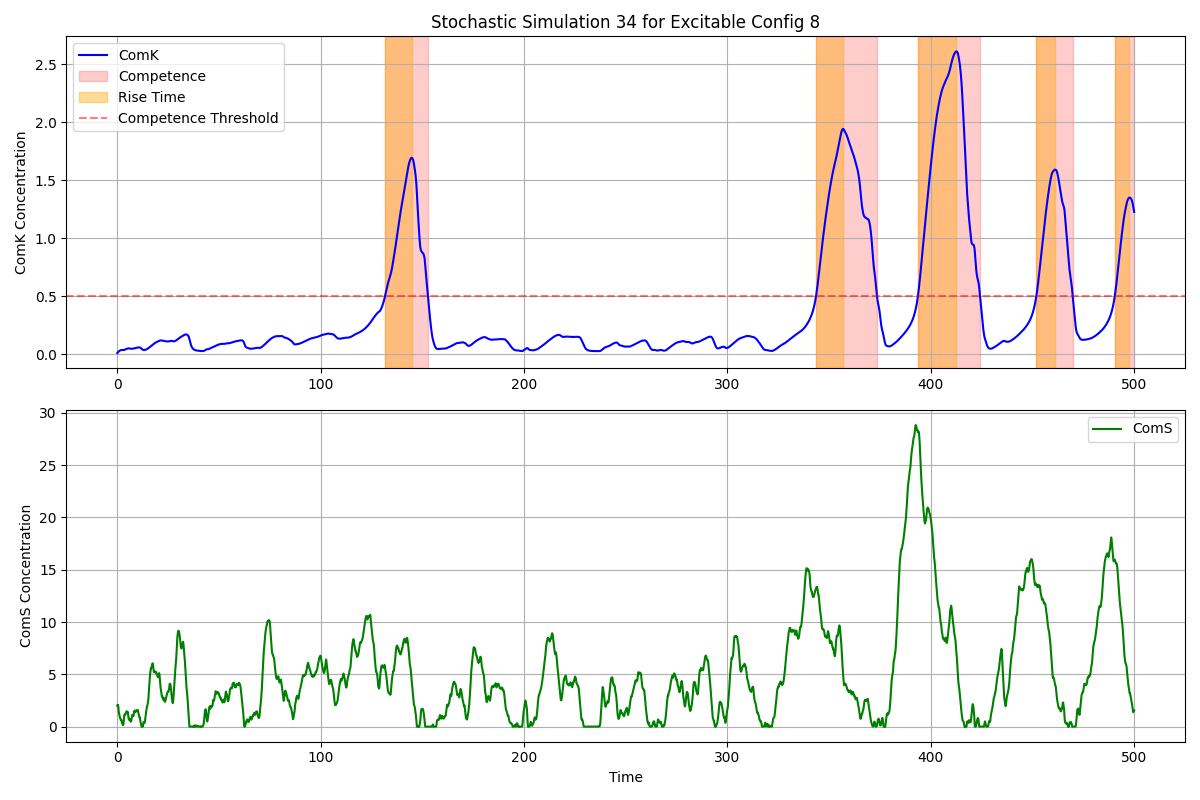 Stochastic Simulation 34 for Excitable Config 8
ComK
Competence
Rise Time
Competence Threshold
ComK Concentration
2.5
2.0
1.5
1.0
0.5
0.0
0 100 200 300 400 500
ComS
ComS Concentration
30
25
20
15
10
5
0
0 100 200 300 400 500
Time